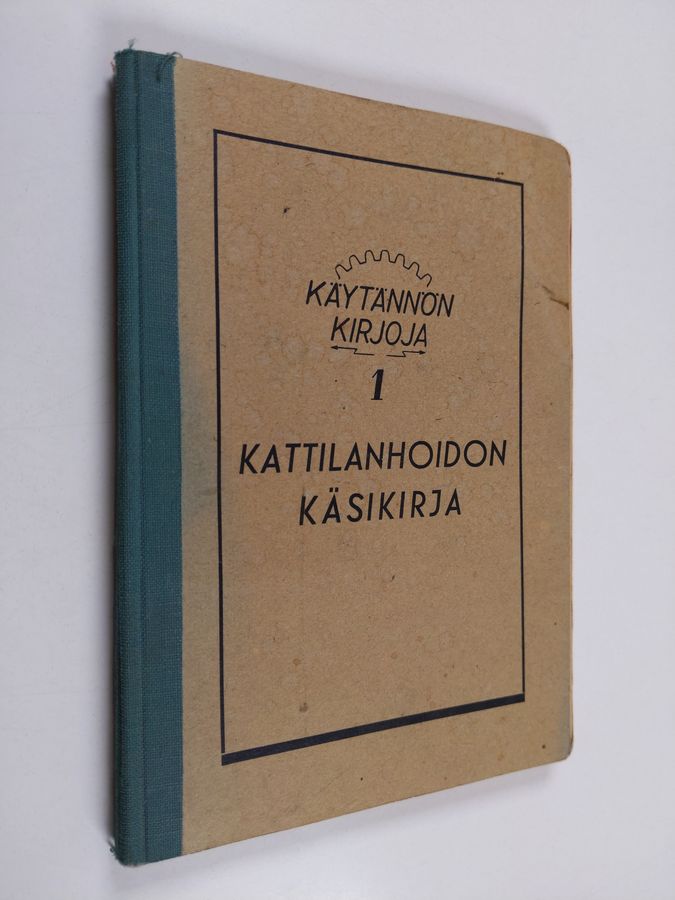 KÄYTÄNNÖN
KIRJOJA
1
KATTILANHOIDON
KÄSIKIRJA